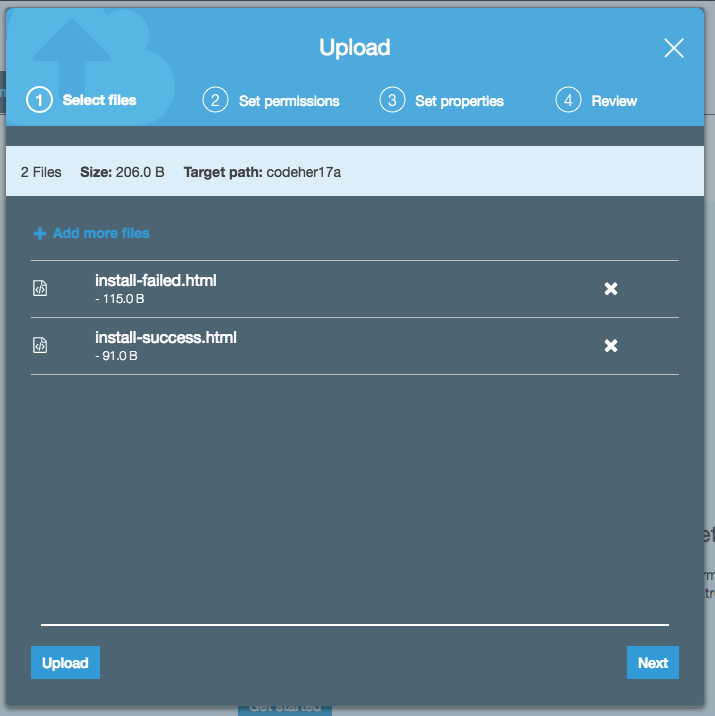 Upload
1 Select files 2 Set permissions 3 Set properties 4 Review
2 Files Size: 206.0 B Target path: codeher17a
Add more files
install-failed.html
- 115.0 B
install-success.html
- 91.0 B
Upload Next
Get started